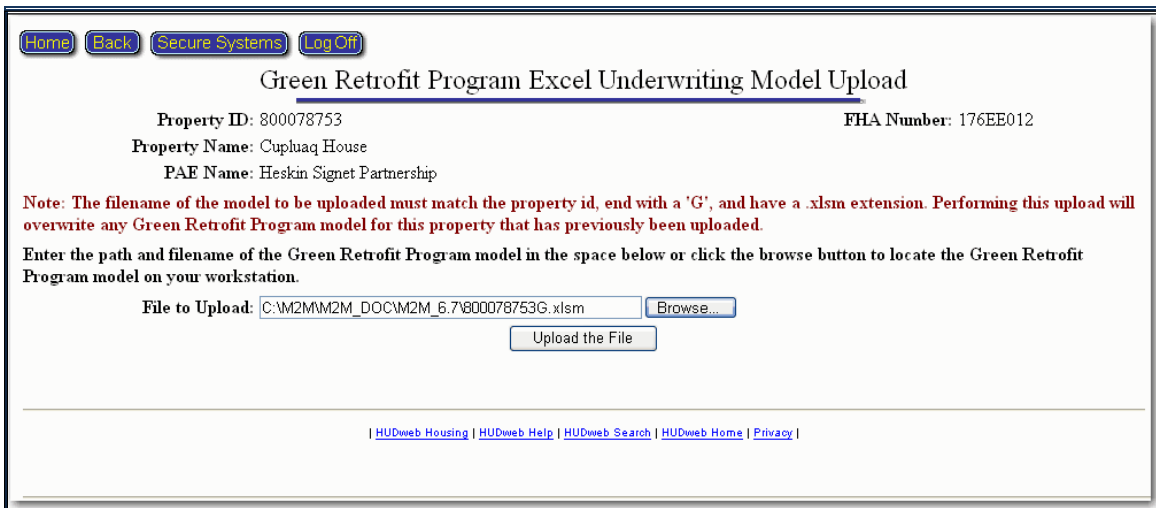 Home Back Secure Systems Log Off
Green Retrofit Program Excel Underwriting Model Upload
Property ID: 800078753 FHA Number: 176EE012
Property Name: Cupluaq House
PAE Name: Heskin Signet Partnership
Note: The filename of the model to be uploaded must match the property id, end with a 'G', and have a .xlsm extension. Performing this upload will
overwrite any Green Retrofit Program model for this property that has previously been uploaded.
Enter the path and filename of the Green Retrofit Program model in the space below or click the browse button to locate the Green Retrofit
Program model on your workstation.
File to Upload: C:\M2M\M2M_DOC\M2M_6.7\800078753G.xlsm Browse...
Upload the File
| HUDweb Housing | HUDweb Help | HUDweb Search | HUDweb Home | Privacy |